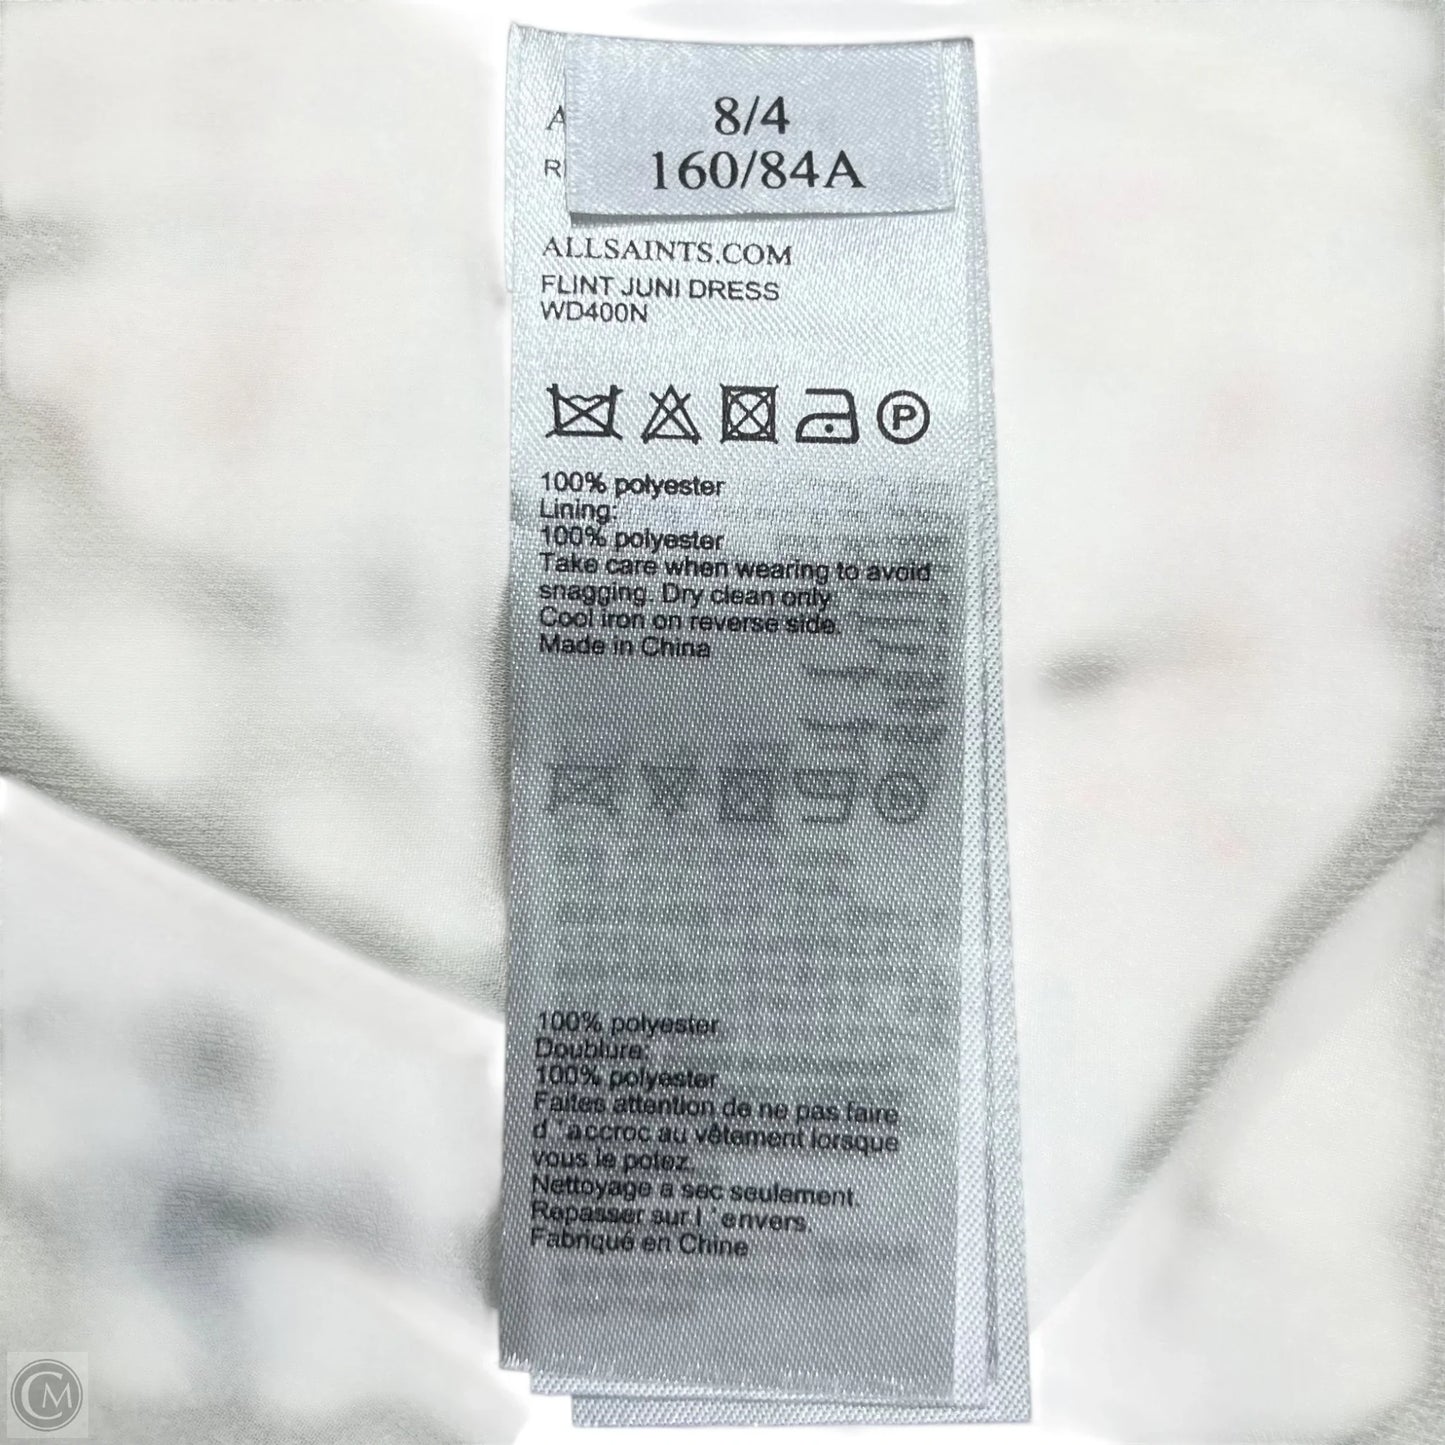 8/4
160/84A
ALLSAINTS.COM
FLINT JUNI DRESS
WD400N
P
100% polyester
Lining:
100% polyester
Take care when wearing to avoid
snagging. Dry clean only
Cool iron on reverse side.
Made in China
100% polyester
Doublure:
100% polyester
Faites attention de ne pas faire
d'accroc au vêtement lorsque
vous le potez.
Nettoyage a sec seulement.
Repasser sur l'envers
Fabriqué en Chine
CM